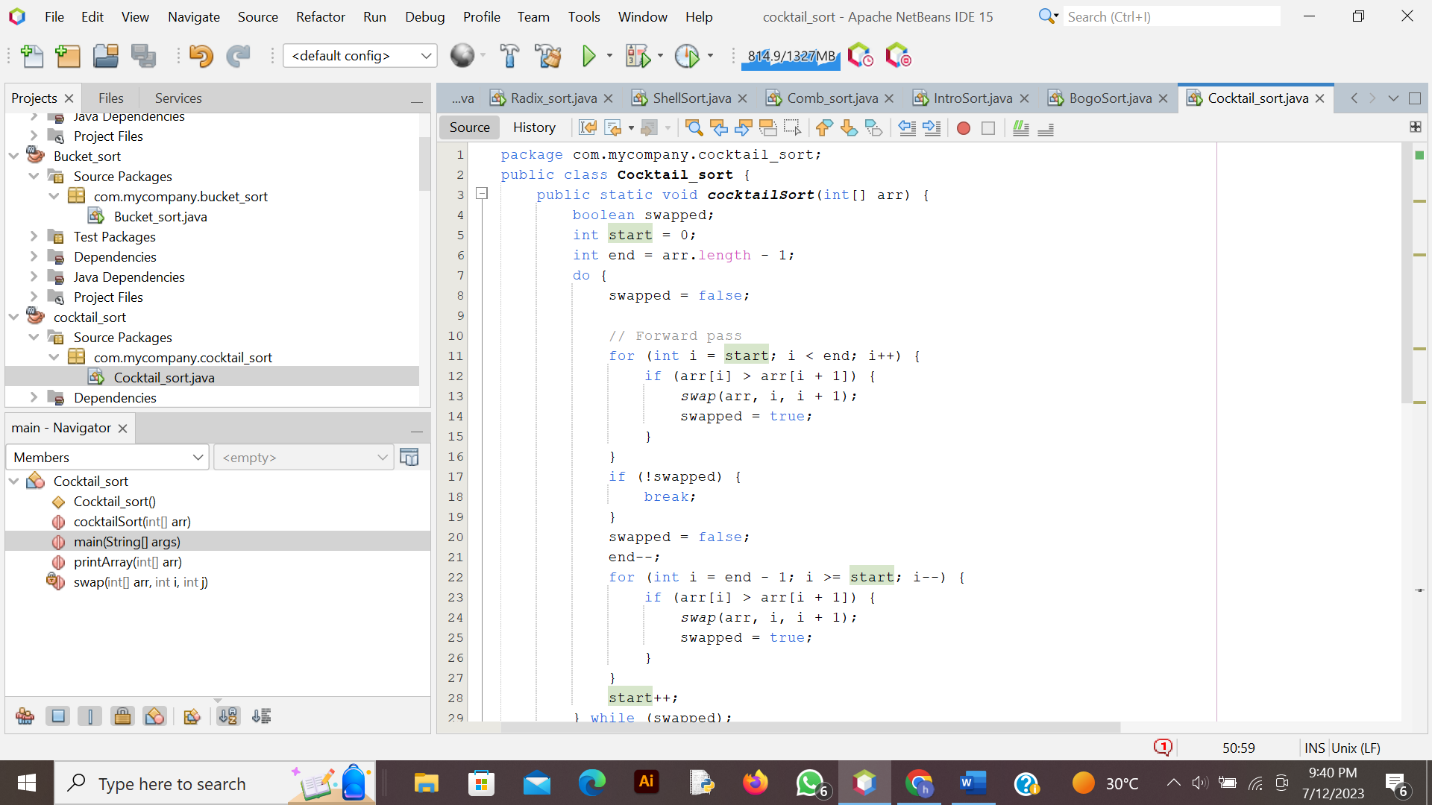 File Edit View Navigate Source Refactor Run Debug Profile Team Tools Window Help
cocktail_sort - Apache NetBeans IDE 15
Search (Ctrl+I)
<default config>
814.9/1327MB
Projects Files Services
Java Dependencies
Project Files
Bucket_sort
Source Packages
com.mycompany.bucket_sort
Bucket_sort.java
Test Packages
Dependencies
Java Dependencies
Project Files
cocktail_sort
Source Packages
com.mycompany.cocktail_sort
Cocktail_sort.java
Dependencies
main - Navigator
Members <empty>
Cocktail_sort
Cocktail_sort()
cocktailSort(int[] arr)
main(String[] args)
printArray(int[] arr)
swap(int[] arr, int i, int j)
...va Radix_sort.java ShellSort.java Comb_sort.java IntroSort.java BogoSort.java Cocktail_sort.java
Source History
1 package com.mycompany.cocktail_sort;
2 public class Cocktail_sort {
3 public static void cocktailSort(int[] arr) {
4 boolean swapped;
5 int start = 0;
6 int end = arr.length - 1;
7 do {
8 swapped = false;
9
10 // Forward pass
11 for (int i = start; i < end; i++) {
12 if (arr[i] > arr[i + 1]) {
13 swap(arr, i, i + 1);
14 swapped = true;
15 }
16 }
17 if (!swapped) {
18 break;
19 }
20 swapped = false;
21 end--;
22 for (int i = end - 1; i >= start; i--) {
23 if (arr[i] > arr[i + 1]) {
24 swap(arr, i, i + 1);
25 swapped = true;
26 }
27 }
28 start++;
29 } while (swapped);
1 50:59 INS Unix (LF)
Type here to search
Ai
6
W
30°C
9:40 PM
7/12/2023
6